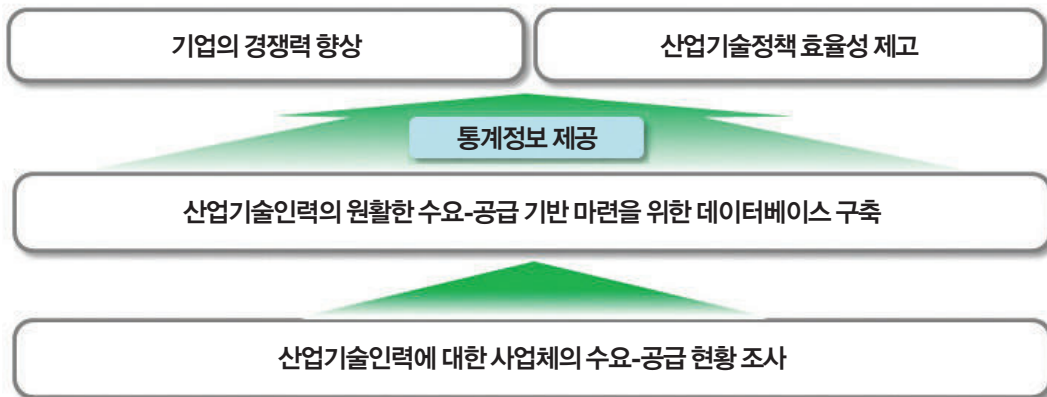 기업의 경쟁력 향상
산업기술정책 효율성 제고
통계정보 제공
산업기술인력의 원활한 수요-공급 기반 마련을 위한 데이터베이스 구축
산업기술인력에 대한 사업체의 수요-공급 현황 조사